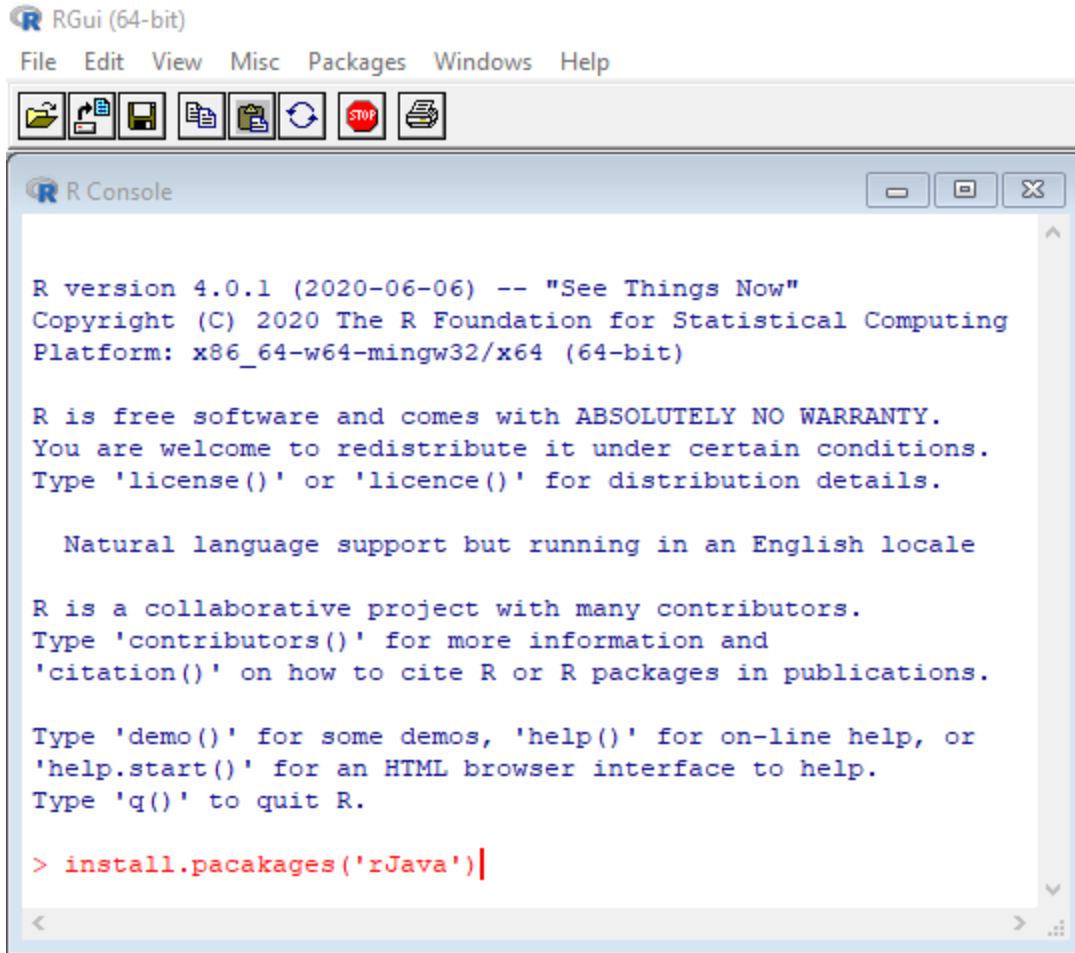 RGui (64-bit)
File Edit View Misc Packages Windows Help
STOP
R Console
R version 4.0.1 (2020-06-06) -- "See Things Now"
Copyright (C) 2020 The R Foundation for Statistical Computing
Platform: x86_64-w64-mingw32/x64 (64-bit)
R is free software and comes with ABSOLUTELY NO WARRANTY.
You are welcome to redistribute it under certain conditions.
Type 'license()' or 'licence()' for distribution details.
Natural language support but running in an English locale
R is a collaborative project with many contributors.
Type 'contributors()' for more information and
'citation()' on how to cite R or R packages in publications.
Type 'demo()' for some demos, 'help()' for on-line help, or
'help.start()' for an HTML browser interface to help.
Type 'q()' to quit R.
> install.pacakages('rJava')